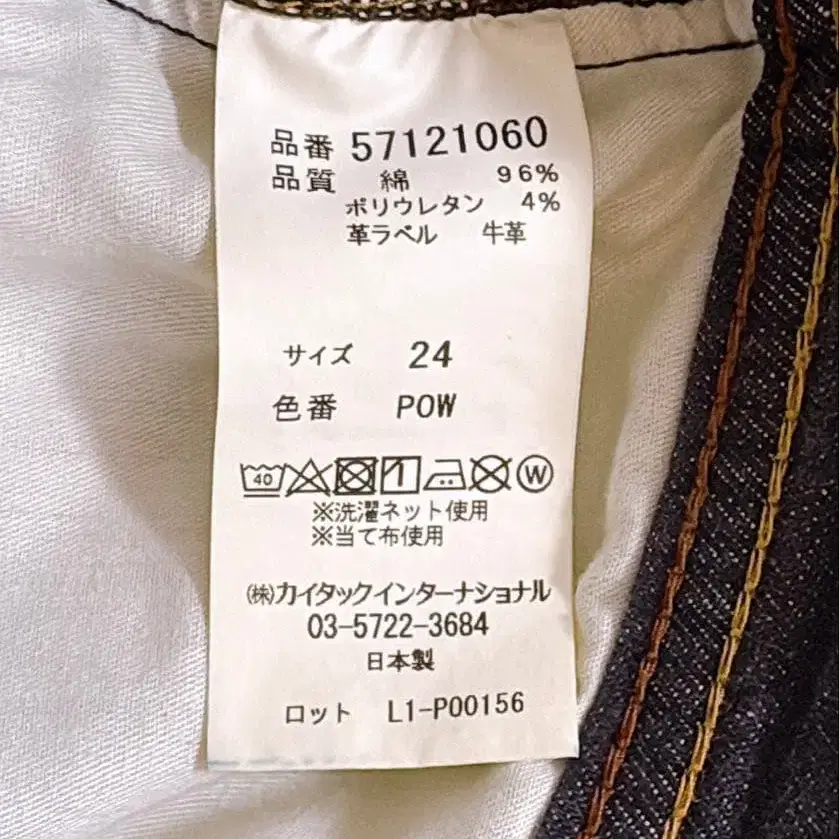 品番 57121060
品質 綿 96%
ポリウレタン 4%
革ラベル 牛革
サイズ 24
色番 POW
40 W
※洗濯ネット使用
※当て布使用
㈱カイタックインターナショナル
03-5722-3684
日本製
ロット L1-P00156